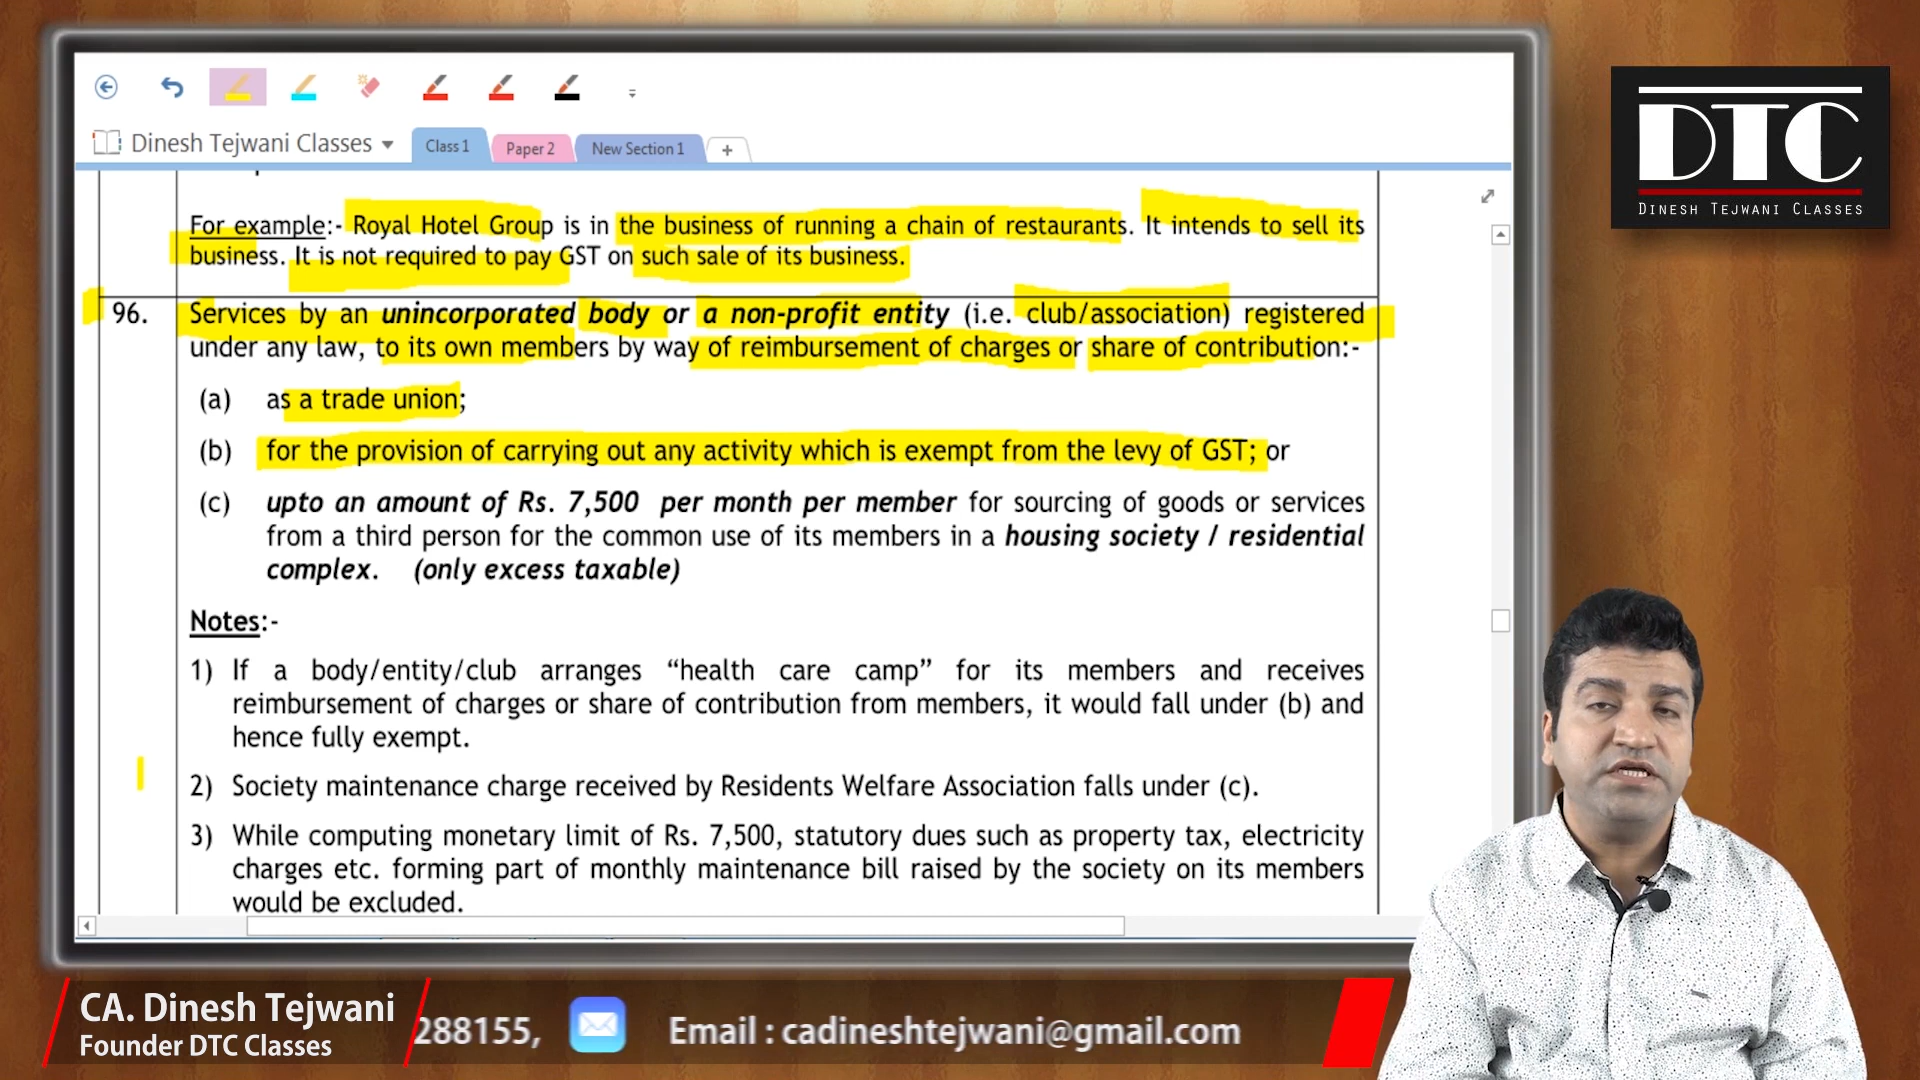 Dinesh Tejwani Classes
Class 1
Paper 2
New Section 1
DTC
DINESH TEJWANI CLASSES
For example:- Royal Hotel Group is in the business of running a chain of restaurants. It intends to sell its
business. It is not required to pay GST on such sale of its business.
96. Services by an unincorporated body or a non-profit entity (i.e. club/association) registered
under any law, to its own members by way of reimbursement of charges or share of contribution:-
(a) as a trade union;
(b) for the provision of carrying out any activity which is exempt from the levy of GST; or
(c) upto an amount of Rs. 7,500 per month per member for sourcing of goods or services
from a third person for the common use of its members in a housing society / residential
complex. (only excess taxable)
Notes:-
1) If a body/entity/club arranges “health care camp” for its members and receives
reimbursement of charges or share of contribution from members, it would fall under (b) and
hence fully exempt.
2) Society maintenance charge received by Residents Welfare Association falls under (c).
3) While computing monetary limit of Rs. 7,500, statutory dues such as property tax, electricity
charges etc. forming part of monthly maintenance bill raised by the society on its members
would be excluded.
CA. Dinesh Tejwani
Founder DTC Classes
288155,
Email : cadineshtejwani@gmail.com